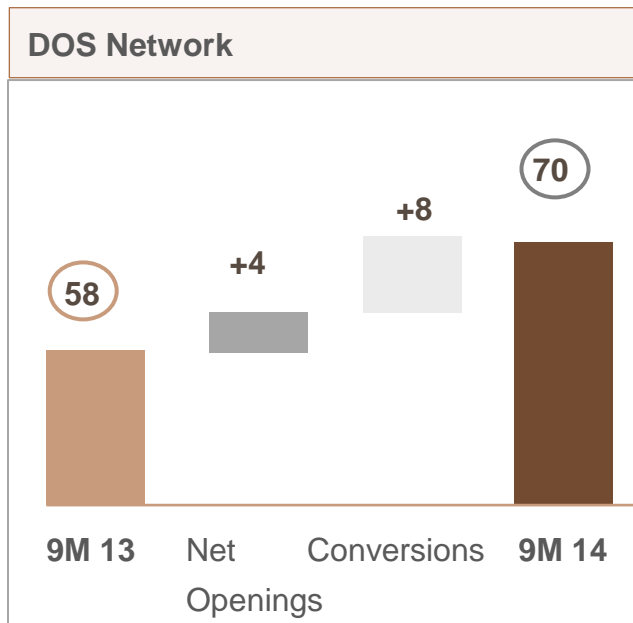 DOS Network
70
+8
+4
58
9M 13
Net Openings
Conversions
9M 14